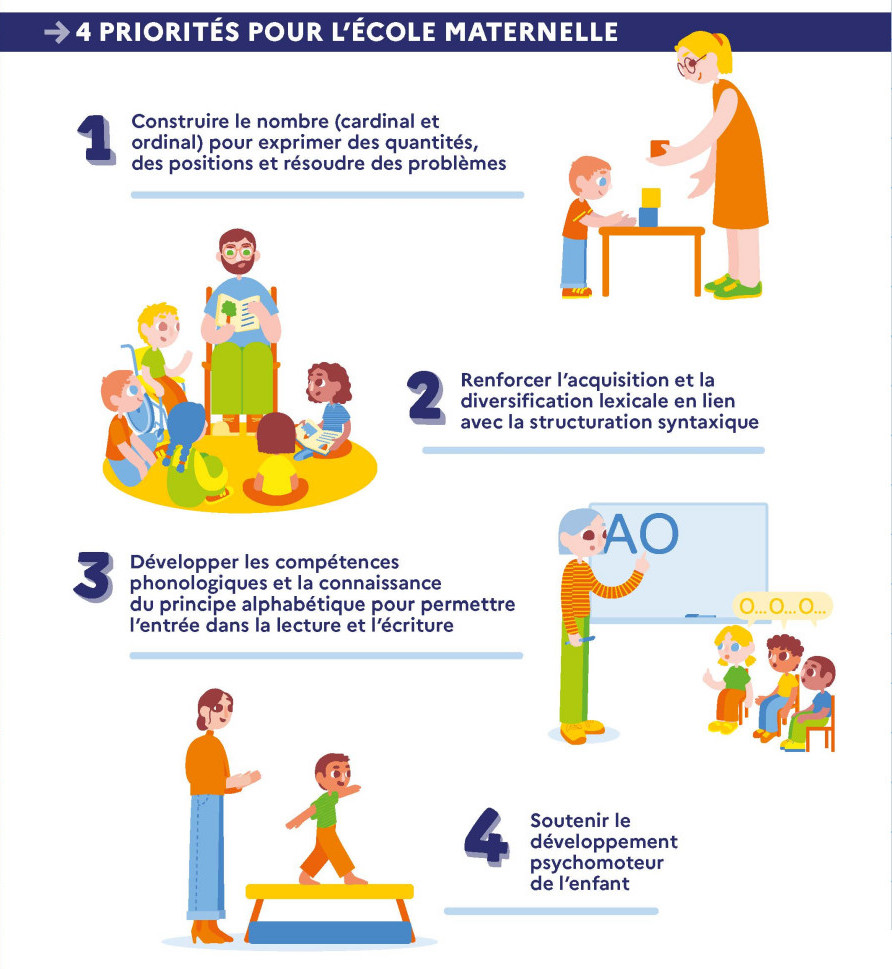 → 4 PRIORITÉS POUR L'ÉCOLE MATERNELLE
1
Construire le nombre (cardinal et
ordinal) pour exprimer des quantités,
des positions et résoudre des problèmes
2
Renforcer l'acquisition et la
diversification lexicale en lien
avec la structuration syntaxique
3
Développer les compétences
phonologiques et la connaissance
du principe alphabétique pour permettre
l'entrée dans la lecture et l'écriture
AO
O... O... O...
4
Soutenir le
développement
psychomoteur
de l'enfant